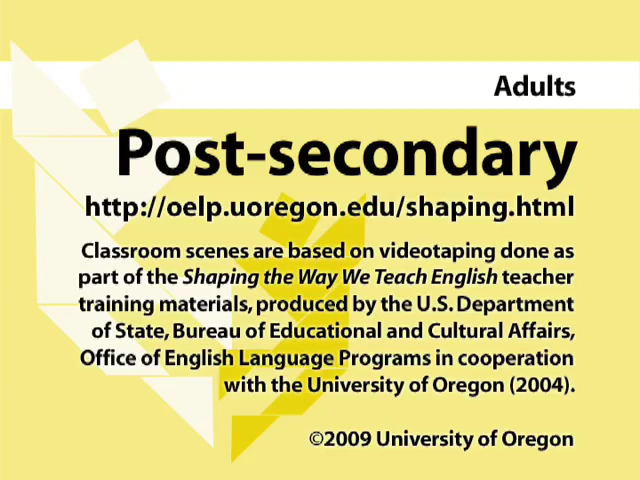 Adults
Post-secondary
http://oelp.uoregon.edu/shaping.html
Classroom scenes are based on videotaping done as
part of the Shaping the Way We Teach English teacher
training materials, produced by the U.S. Department
of State, Bureau of Educational and Cultural Affairs,
Office of English Language Programs in cooperation
with the University of Oregon (2004).
©2009 University of Oregon